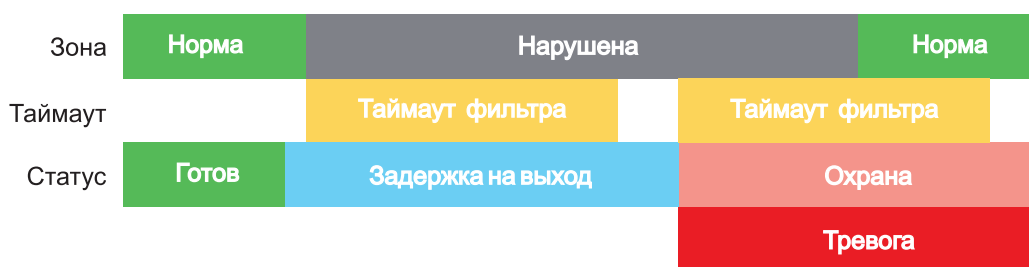 Зона Норма Нарушена Норма
Таймаут Таймаут фильтра Таймаут фильтра
Статус Готов Задержка на выход Охрана
Тревога